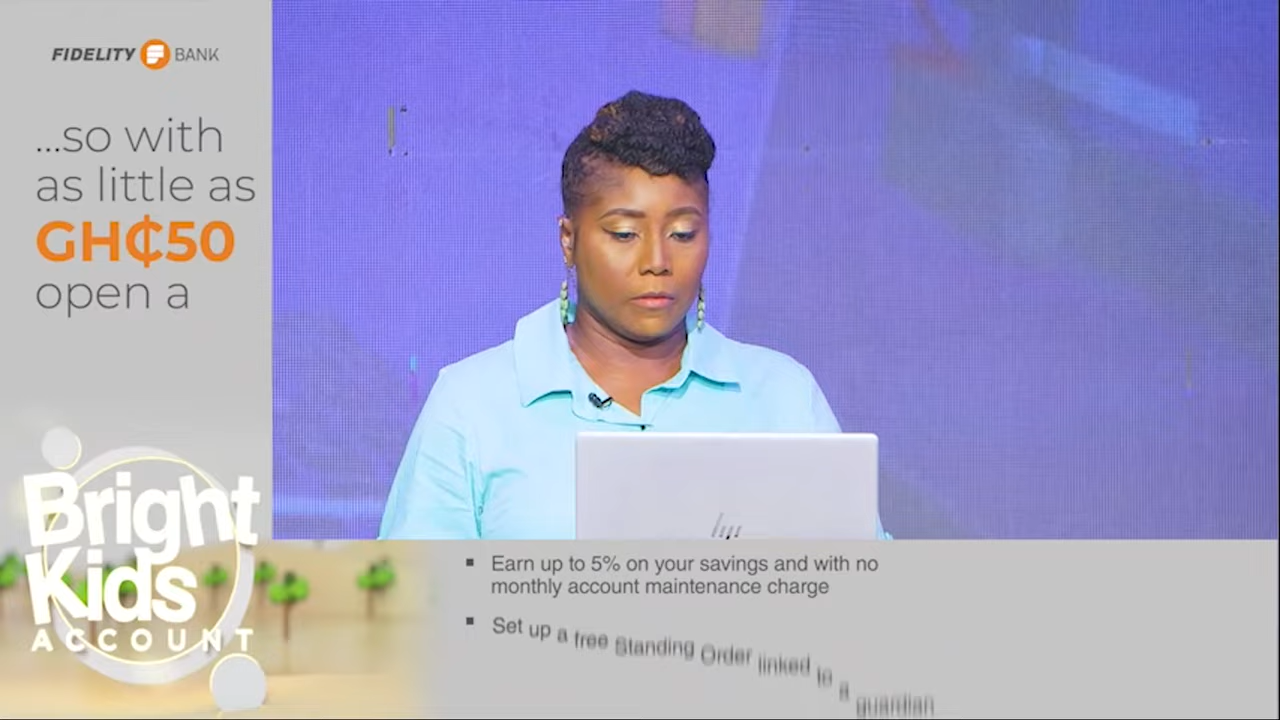 FIDELITY BANK
...so with
as little as
GH₵50
open a
Bright
Kids
ACCOUNT
hp
▪ Earn up to 5% on your savings and with no
monthly account maintenance charge
▪ Set up a free Standing Order linked to a guardian